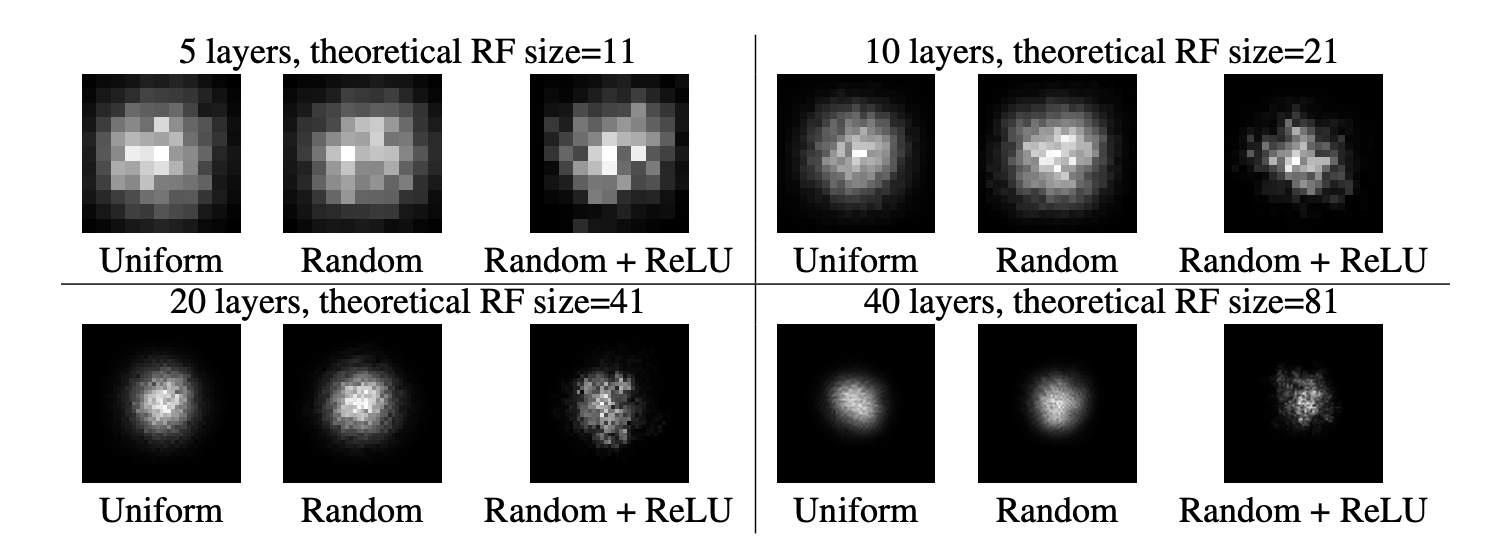 5 layers, theoretical RF size=11
Uniform Random Random + ReLU
10 layers, theoretical RF size=21
Uniform Random Random + ReLU
20 layers, theoretical RF size=41
Uniform Random Random + ReLU
40 layers, theoretical RF size=81
Uniform Random Random + ReLU